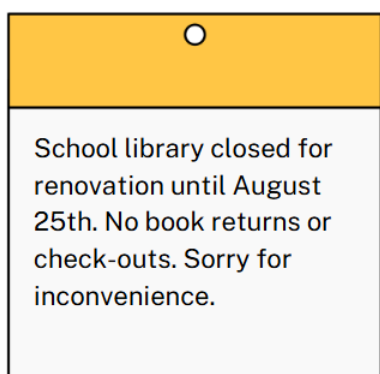 School library closed for
renovation until August
25th. No book returns or
check-outs. Sorry for
inconvenience.